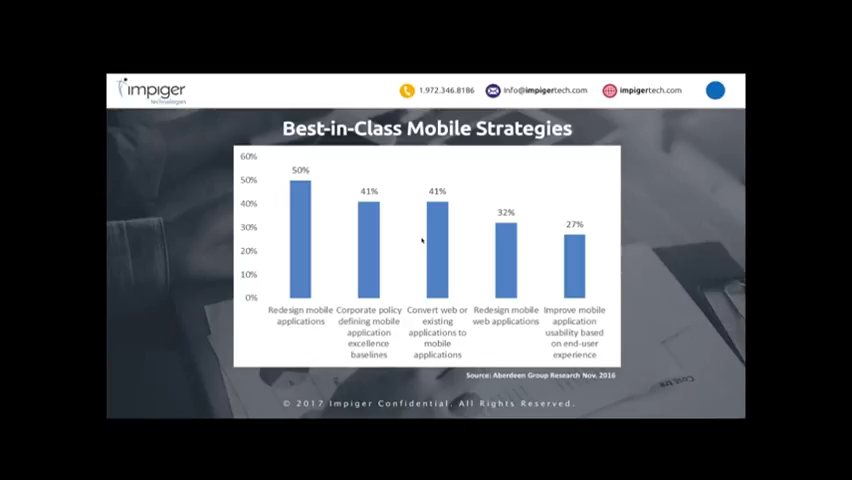 impiger
technologies
1.972.346.8186
Info@impigertech.com
impigertech.com
Best-in-Class Mobile Strategies
60%
50%
40%
30%
20%
10%
0%
50%
41%
41%
32%
27%
Redesign mobile
applications
Corporate policy
defining mobile
application
excellence
baselines
Convert web or
existing
applications to
mobile
applications
Redesign mobile
web applications
Improve mobile
application
usability based
on end-user
experience
Source: Aberdeen Group Research Nov. 2016
© 2017 Impiger Confidential. All Rights Reserved.